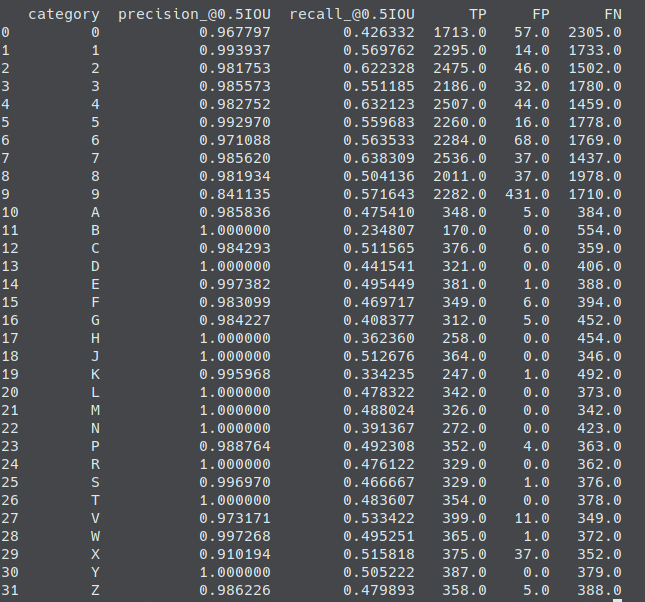 category precision_@0.5IOU recall_@0.5IOU TP FP FN
0 0 0.967797 0.426332 1713.0 57.0 2305.0
1 1 0.993937 0.569762 2295.0 14.0 1733.0
2 2 0.981753 0.622328 2475.0 46.0 1502.0
3 3 0.985573 0.551185 2186.0 32.0 1780.0
4 4 0.982752 0.632123 2507.0 44.0 1459.0
5 5 0.992970 0.559683 2260.0 16.0 1778.0
6 6 0.971088 0.563533 2284.0 68.0 1769.0
7 7 0.985620 0.638309 2536.0 37.0 1437.0
8 8 0.981934 0.504136 2011.0 37.0 1978.0
9 9 0.841135 0.571643 2282.0 431.0 1710.0
10 A 0.985836 0.475410 348.0 5.0 384.0
11 B 1.000000 0.234807 170.0 0.0 554.0
12 C 0.984293 0.511565 376.0 6.0 359.0
13 D 1.000000 0.441541 321.0 0.0 406.0
14 E 0.997382 0.495449 381.0 1.0 388.0
15 F 0.983099 0.469717 349.0 6.0 394.0
16 G 0.984227 0.408377 312.0 5.0 452.0
17 H 1.000000 0.362360 258.0 0.0 454.0
18 J 1.000000 0.512676 364.0 0.0 346.0
19 K 0.995968 0.334235 247.0 1.0 492.0
20 L 1.000000 0.478322 342.0 0.0 373.0
21 M 1.000000 0.488024 326.0 0.0 342.0
22 N 1.000000 0.391367 272.0 0.0 423.0
23 P 0.988764 0.492308 352.0 4.0 363.0
24 R 1.000000 0.476122 329.0 0.0 362.0
25 S 0.996970 0.466667 329.0 1.0 376.0
26 T 1.000000 0.483607 354.0 0.0 378.0
27 V 0.973171 0.533422 399.0 11.0 349.0
28 W 0.997268 0.495251 365.0 1.0 372.0
29 X 0.910194 0.515818 375.0 37.0 352.0
30 Y 1.000000 0.505222 387.0 0.0 379.0
31 Z 0.986226 0.479893 358.0 5.0 388.0